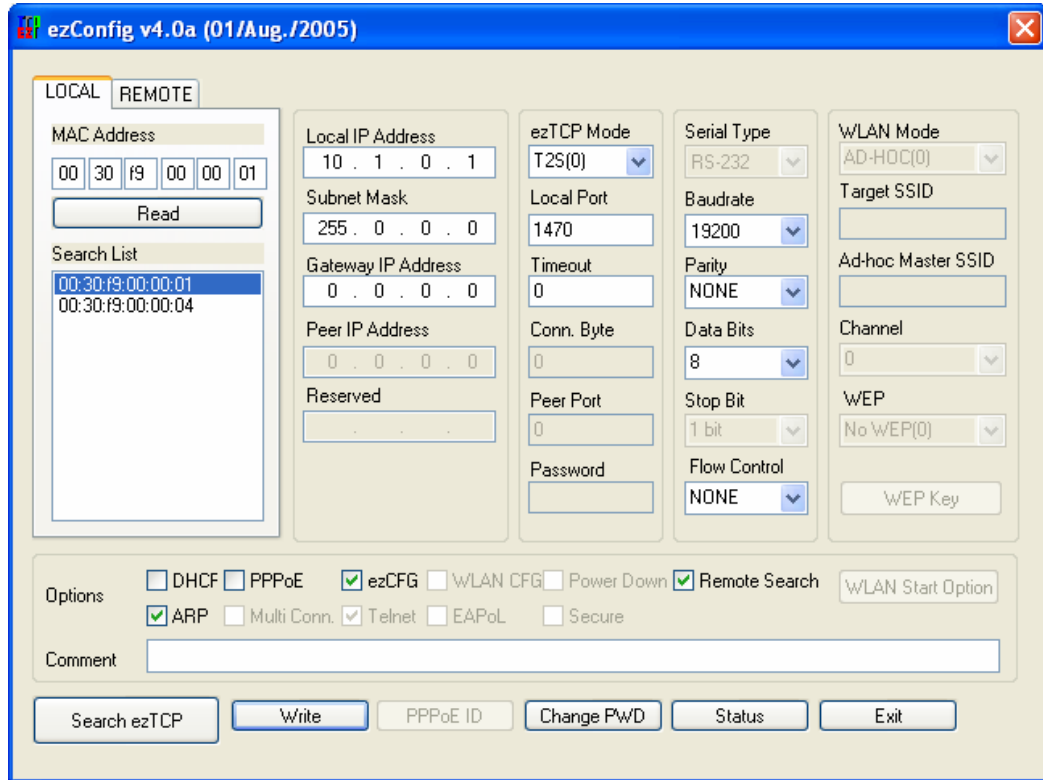 ezConfig v4.0a (01/Aug./2005)
LOCAL REMOTE
MAC Address
00 30 f9 00 00 01
Read
Search List
00:30:f9:00:00:01
00:30:f9:00:00:04
Local IP Address
10 . 1 . 0 . 1
Subnet Mask
255 . 0 . 0 . 0
Gateway IP Address
0 . 0 . 0 . 0
Peer IP Address
0 . 0 . 0 . 0
Reserved
. . .
ezTCP Mode
T2S(0)
Local Port
1470
Timeout
0
Conn. Byte
0
Peer Port
0
Password
Serial Type
RS-232
Baudrate
19200
Parity
NONE
Data Bits
8
Stop Bit
1 bit
Flow Control
NONE
WLAN Mode
AD-HOC(0)
Target SSID
Ad-hoc Master SSID
Channel
0
WEP
No WEP(0)
WEP Key
Options
DHCF PPPoE ezCFG WLAN CFG Power Down Remote Search
WLAN Start Option
ARP Multi Conn. Telnet EAPoL Secure
Comment
Search ezTCP Write PPPoE ID Change PWD Status Exit